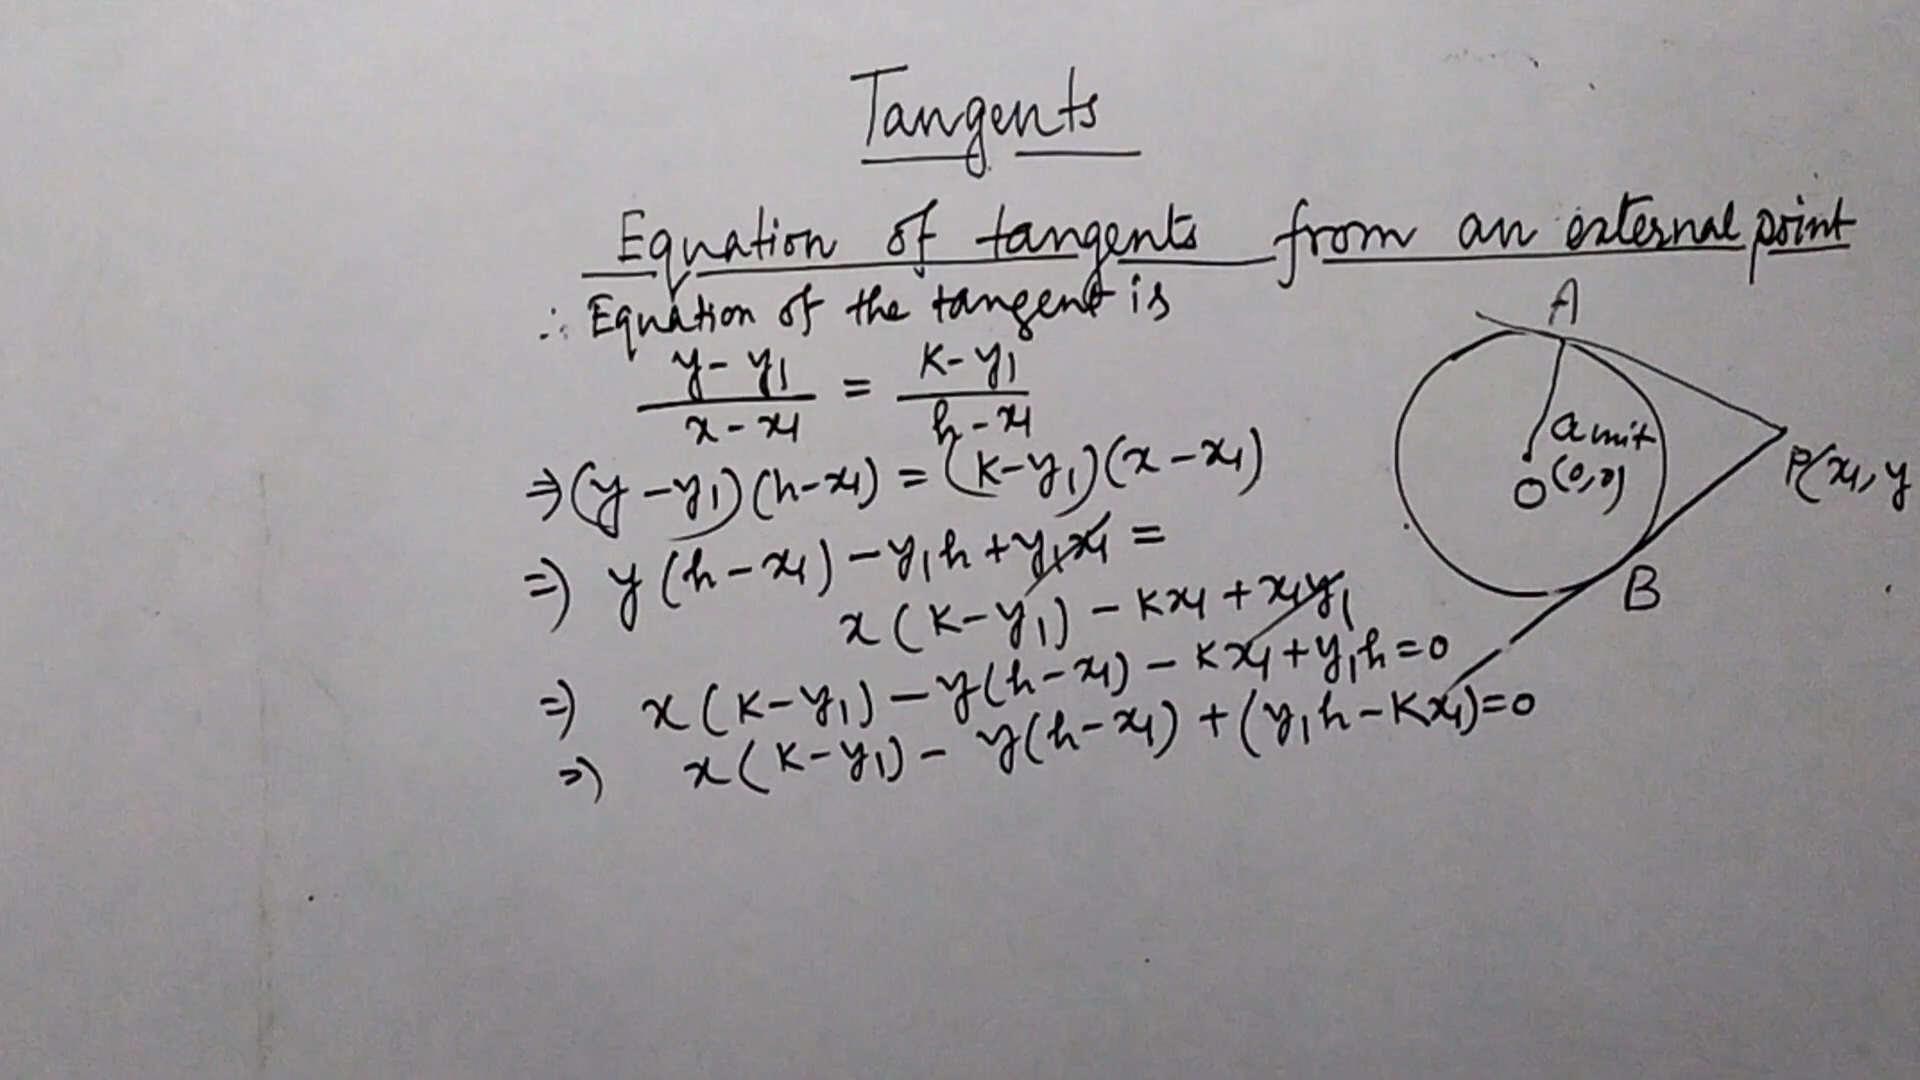 Tangents
Equation of tangents from an external point
∴ Equation of the tangent is
(y - y₁)/(x - x₁) = (k - y₁)/(h - x₁)
⇒ (y - y₁)(h - x₁) = (k - y₁)(x - x₁)
⇒ y(h - x₁) - y₁h + y₁x₁ =
x(k - y₁) - kx₁ + x₁y₁
⇒ x(k - y₁) - y(h - x₁) - kx₁ + y₁h = 0
⇒ x(k - y₁) - y(h - x₁) + (y₁h - kx₁) = 0
A
a unit
O (0,0)
P(x₁, y
B